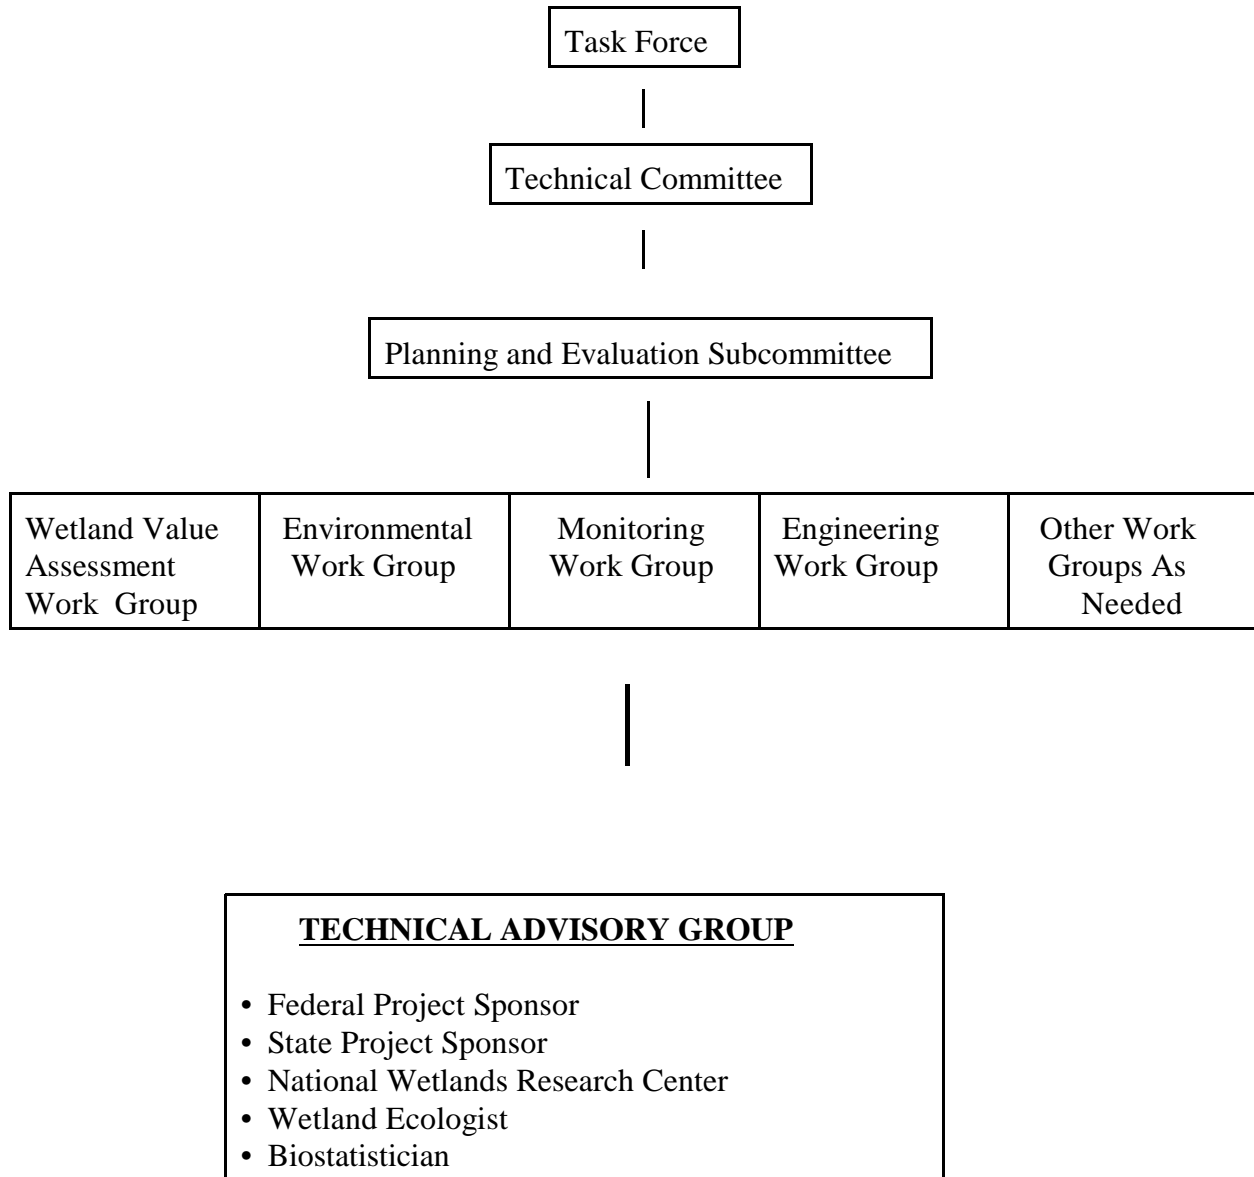 Task Force
Technical Committee
Planning and Evaluation Subcommittee
Wetland Value
Assessment
Work Group
Environmental
Work Group
Monitoring
Work Group
Engineering
Work Group
Other Work
Groups As
Needed
TECHNICAL ADVISORY GROUP
• Federal Project Sponsor
• State Project Sponsor
• National Wetlands Research Center
• Wetland Ecologist
• Biostatistician